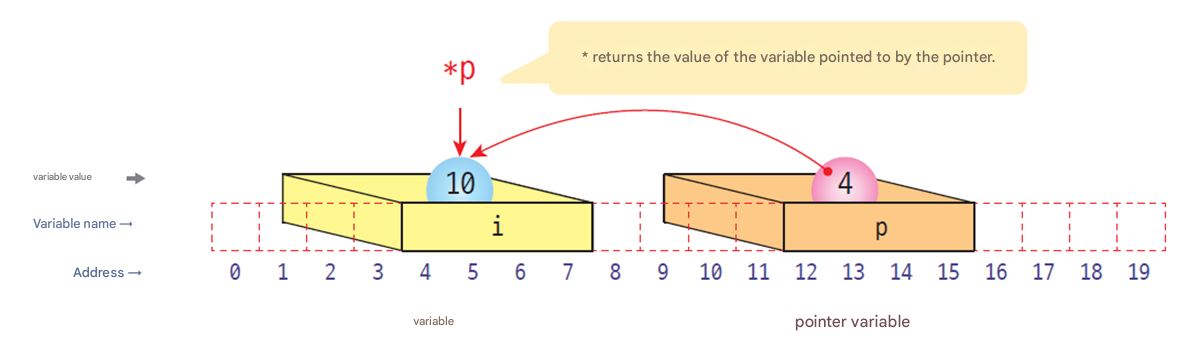 * returns the value of the variable pointed to by the pointer.
*p
variable value
10
4
Variable name →
i
p
Address →
0 1 2 3 4 5 6 7 8 9 10 11 12 13 14 15 16 17 18 19
variable
pointer variable